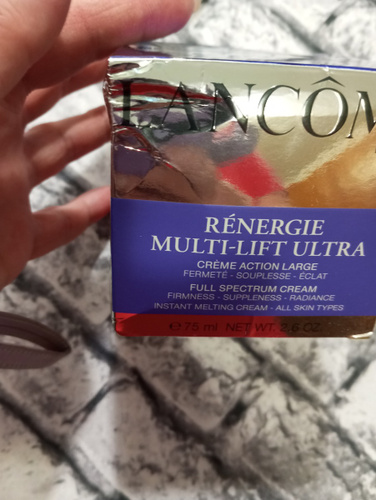 LANCÔM
RÉNERGIE
MULTI-LIFT ULTRA
CRÈME ACTION LARGE
FERMETÉ - SOUPLESSE - ÉCLAT
FULL SPECTRUM CREAM
FIRMNESS - SUPPLENESS - RADIANCE
INSTANT MELTING CREAM - ALL SKIN TYPES
℮ 75 ml NET WT. 2.6 OZ.